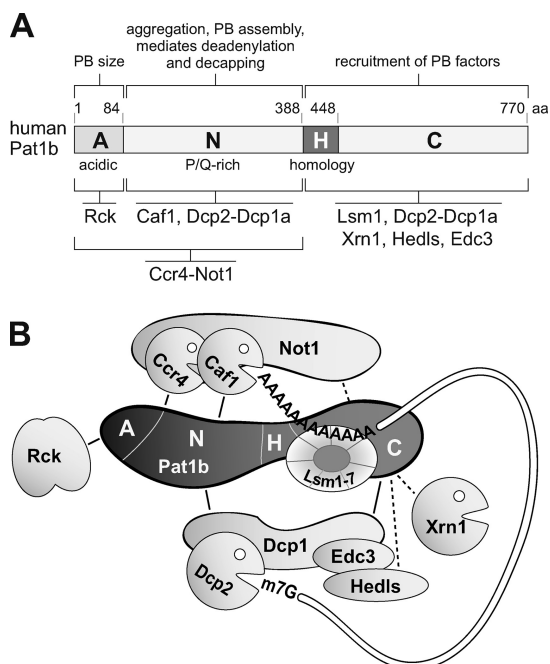 A
aggregation, PB assembly,
mediates deadenylation
and decapping
PB size
recruitment of PB factors
1 84 388 448 770 aa
human
Pat1b
A N H C
acidic P/Q-rich homology
Rck
Caf1, Dcp2-Dcp1a
Lsm1, Dcp2-Dcp1a
Xrn1, Hedls, Edc3
Ccr4-Not1
B
Not1
Ccr4
Caf1
AAAAAAAAAAAAA
A
N
H
C
Pat1b
Rck
Lsm1-7
Xrn1
Dcp1
Edc3
Dcp2
Hedls
m7G